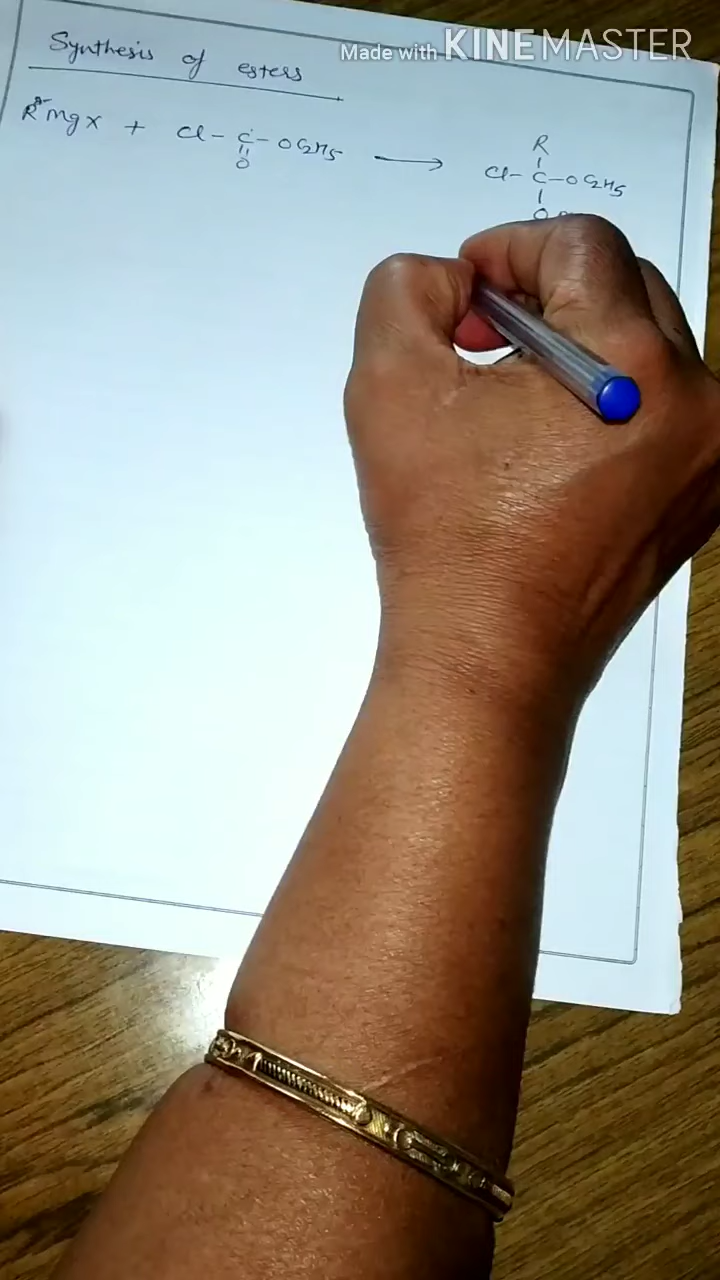 Made with KINEMASTER
Synthesis of esters
RMgx + Cl-C-OC2H5 →
O
R
Cl-C-OC2H5
O